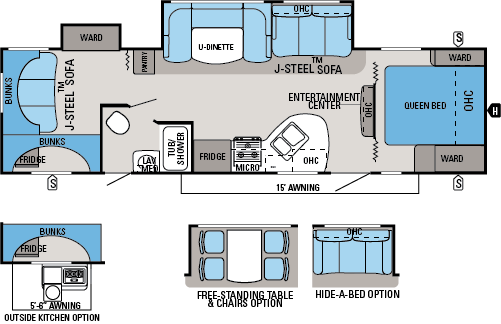 WARD
OHC
S
U-DINETTE
PANTRY
TM
J-STEEL SOFA
WARD
BUNKS
TM
J-STEEL SOFA
ENTERTAINMENT
CENTER
OHC
QUEEN BED
OHC
H
BUNKS
FRIDGE
LAV
MED
TUB/
SHOWER
FRIDGE
MICRO
OHC
WARD
S
15' AWNING
S
BUNKS
FRIDGE
5'-6" AWNING
OUTSIDE KITCHEN OPTION
FREE-STANDING TABLE
& CHAIRS OPTION
OHC
HIDE-A-BED OPTION